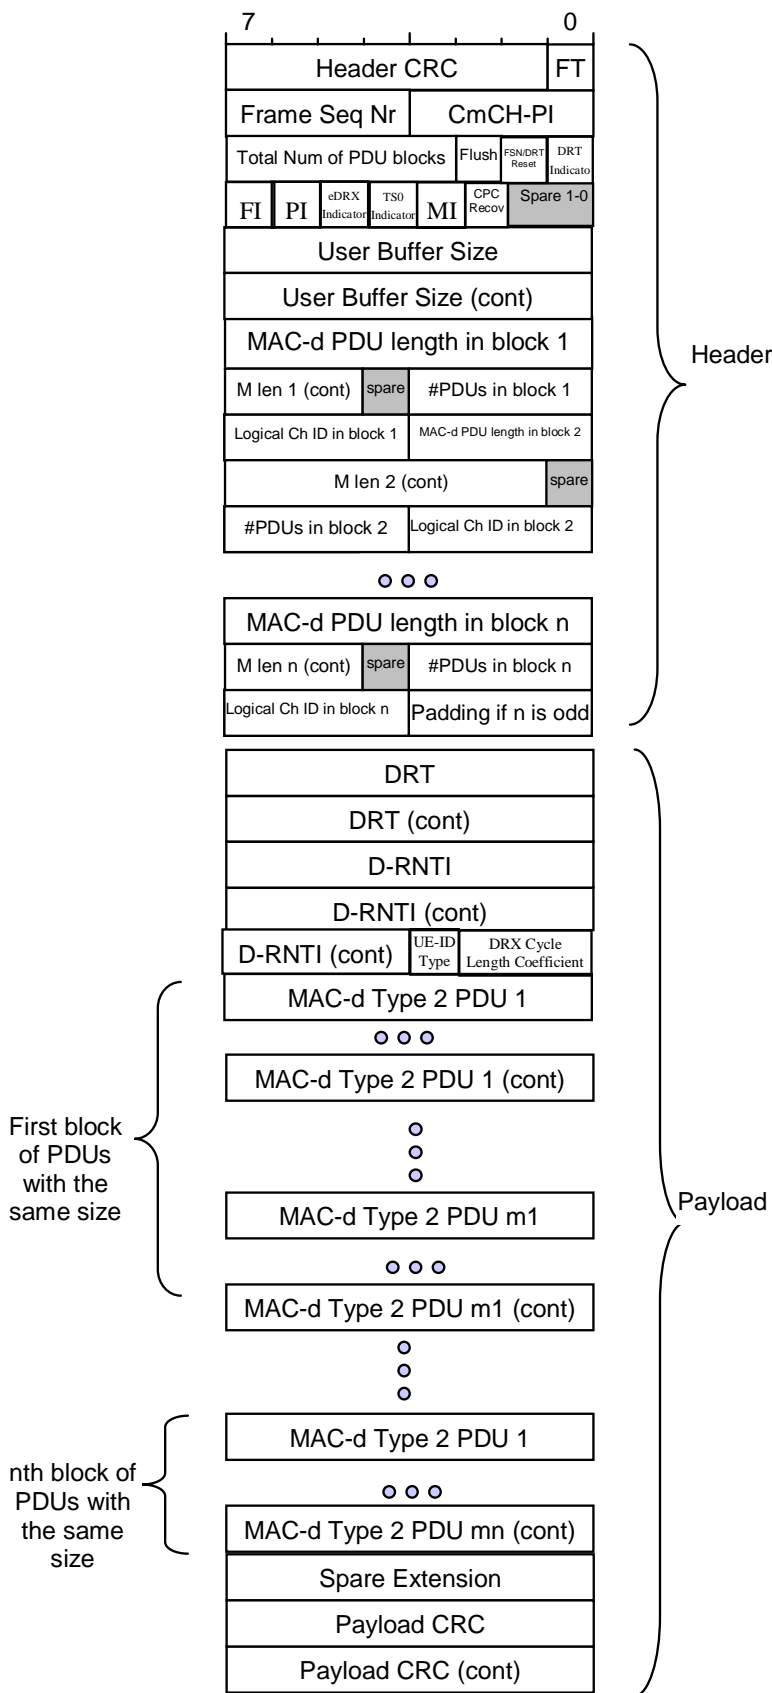 7 0
Header CRC FT
Frame Seq Nr CmCH-PI
Total Num of PDU blocks Flush FSN/DRT Reset DRT Indicato
FI PI eDRX Indicator TS0 Indicator MI CPC Recov Spare 1-0
User Buffer Size
User Buffer Size (cont)
MAC-d PDU length in block 1
Header
M len 1 (cont) spare #PDUs in block 1
Logical Ch ID in block 1 MAC-d PDU length in block 2
M len 2 (cont) spare
#PDUs in block 2 Logical Ch ID in block 2
MAC-d PDU length in block n
M len n (cont) spare #PDUs in block n
Logical Ch ID in block n Padding if n is odd
DRT
DRT (cont)
D-RNTI
D-RNTI (cont)
D-RNTI (cont) UE-ID Type DRX Cycle Length Coefficient
MAC-d Type 2 PDU 1
MAC-d Type 2 PDU 1 (cont)
First block
of PDUs
with the
same size
MAC-d Type 2 PDU m1
Payload
MAC-d Type 2 PDU m1 (cont)
MAC-d Type 2 PDU 1
nth block of
PDUs with
the same
size
MAC-d Type 2 PDU mn (cont)
Spare Extension
Payload CRC
Payload CRC (cont)